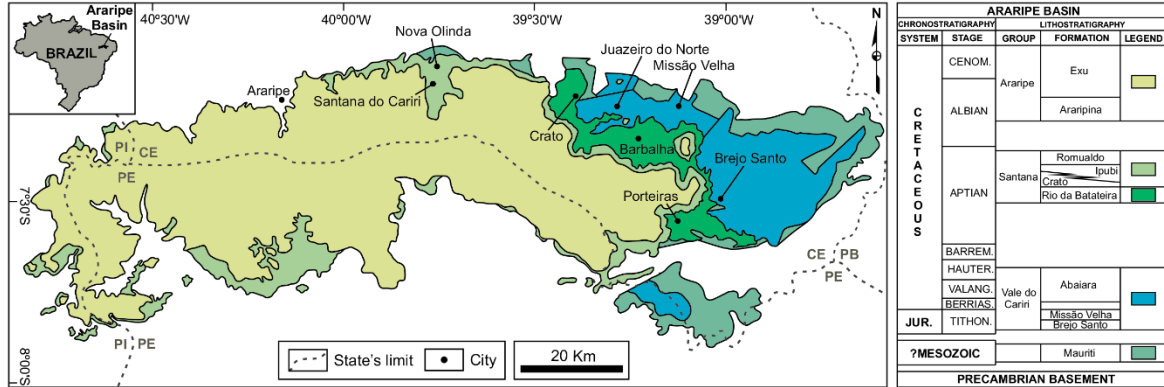 Araripe
Basin
BRAZIL
40°30'S
40°00'W
39°30'W
39°00'W
N
Nova Olinda
Juazeiro do Norte
Missão Velha
Araripe
Santana do Cariri
Crato
Barbalha
Brejo Santo
PI CE
PE
Porteiras
7°30'S
CE PB
PE
PI PE
8°00'S
State's limit
City
20 Km
ARARIPE BASIN
CHRONOSTRATIGRAPHY LITHOSTRATIGRAPHY
SYSTEM STAGE GROUP FORMATION LEGEND
CENOM.
Exu
Araripe
ALBIAN
Araripina
CRETACEOUS
Romualdo
Ipubi
Santana
Crato
APTIAN
Rio da Batateira
BARREM.
HAUTER.
VALANG.
Vale do
Cariri
Abaiara
BERRIAS.
Missão Velha
JUR. TITHON.
Brejo Santo
?MESOZOIC Mauriti
PRECAMBRIAN BASEMENT